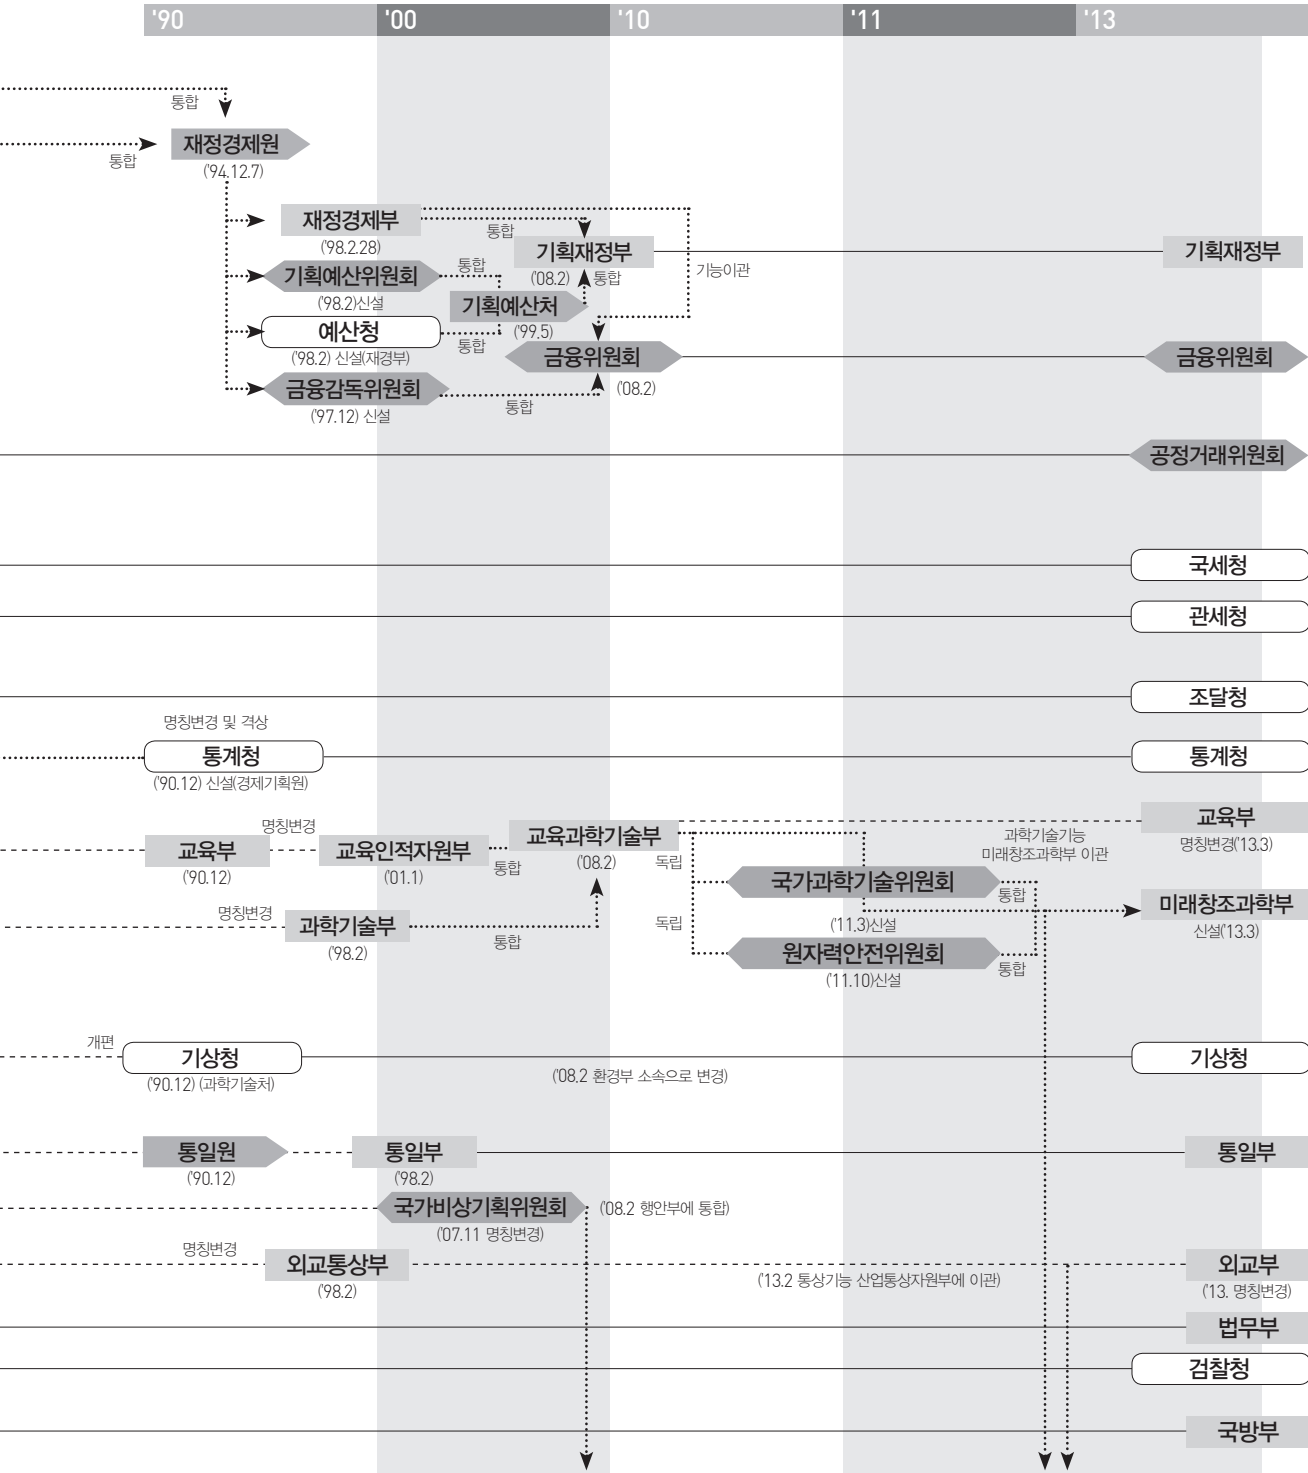 '90 '00 '10 '11 '13
통합
통합
재정경제원
('94.12.7)
재정경제부
('98.2.28)
통합
기획재정부
('08.2)
통합
기능이관
기획재정부
기획예산위원회
('98.2)신설
통합
기획예산처
('99.5)
예산청
('98.2) 신설(재경부)
통합
금융위원회
('08.2)
금융위원회
금융감독위원회
('97.12) 신설
통합
공정거래위원회
국세청
관세청
조달청
명칭변경 및 격상
통계청
('90.12) 신설(경제기획원)
통계청
교육부
('90.12)
명칭변경
교육인적자원부
('01.1)
통합
교육과학기술부
('08.2)
독립
과학기술기능
미래창조과학부 이관
교육부
명칭변경('13.3)
국가과학기술위원회
('11.3)신설
통합
미래창조과학부
신설('13.3)
명칭변경
과학기술부
('98.2)
통합
독립
원자력안전위원회
('11.10)신설
통합
개편
기상청
('90.12) (과학기술처)
('08.2 환경부 소속으로 변경)
기상청
통일원
('90.12)
통일부
('98.2)
통일부
국가비상기획위원회
('07.11 명칭변경)
('08.2 행안부에 통합)
명칭변경
외교통상부
('98.2)
('13.2 통상기능 산업통상자원부에 이관)
외교부
('13. 명칭변경)
법무부
검찰청
국방부